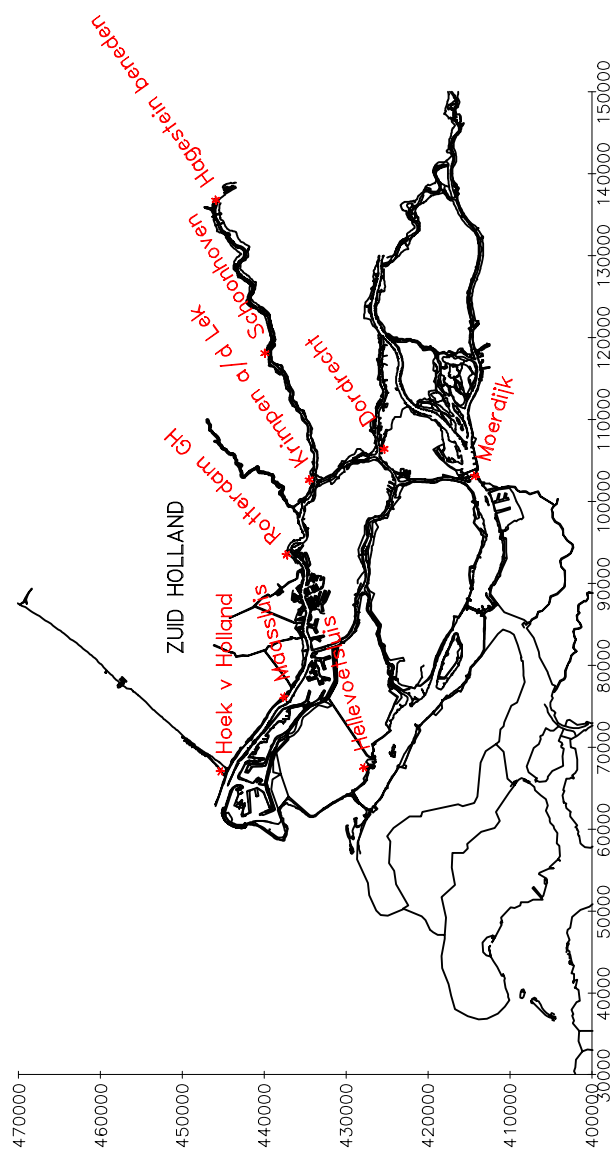 ZUID HOLLAND
Hoek v Holland
Maassluis
Hellevoetsluis
Rotterdam GH
Krimpen a/d Lek
Schoonhoven
Hagestein beneden
Dordrecht
Moerdijk
470000
460000
450000
440000
430000
420000
410000
400000
30000
40000
50000
60000
70000
80000
90000
100000
110000
120000
130000
140000
150000